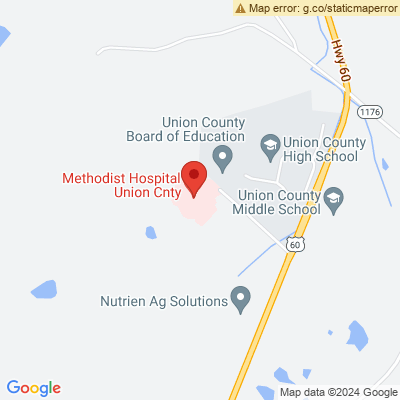 Map error: g.co/staticmaperror
Hwy 60
1176
Union County
Board of Education
Union County
High School
Methodist Hospital
Union Cnty
Union County
Middle School
60
Nutrien Ag Solutions
Google
Map data ©2024 Google